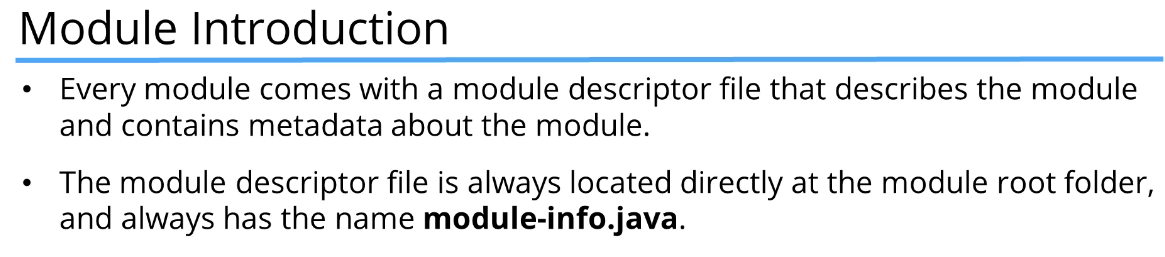 Module Introduction
• Every module comes with a module descriptor file that describes the module
and contains metadata about the module.
• The module descriptor file is always located directly at the module root folder,
and always has the name module-info.java.